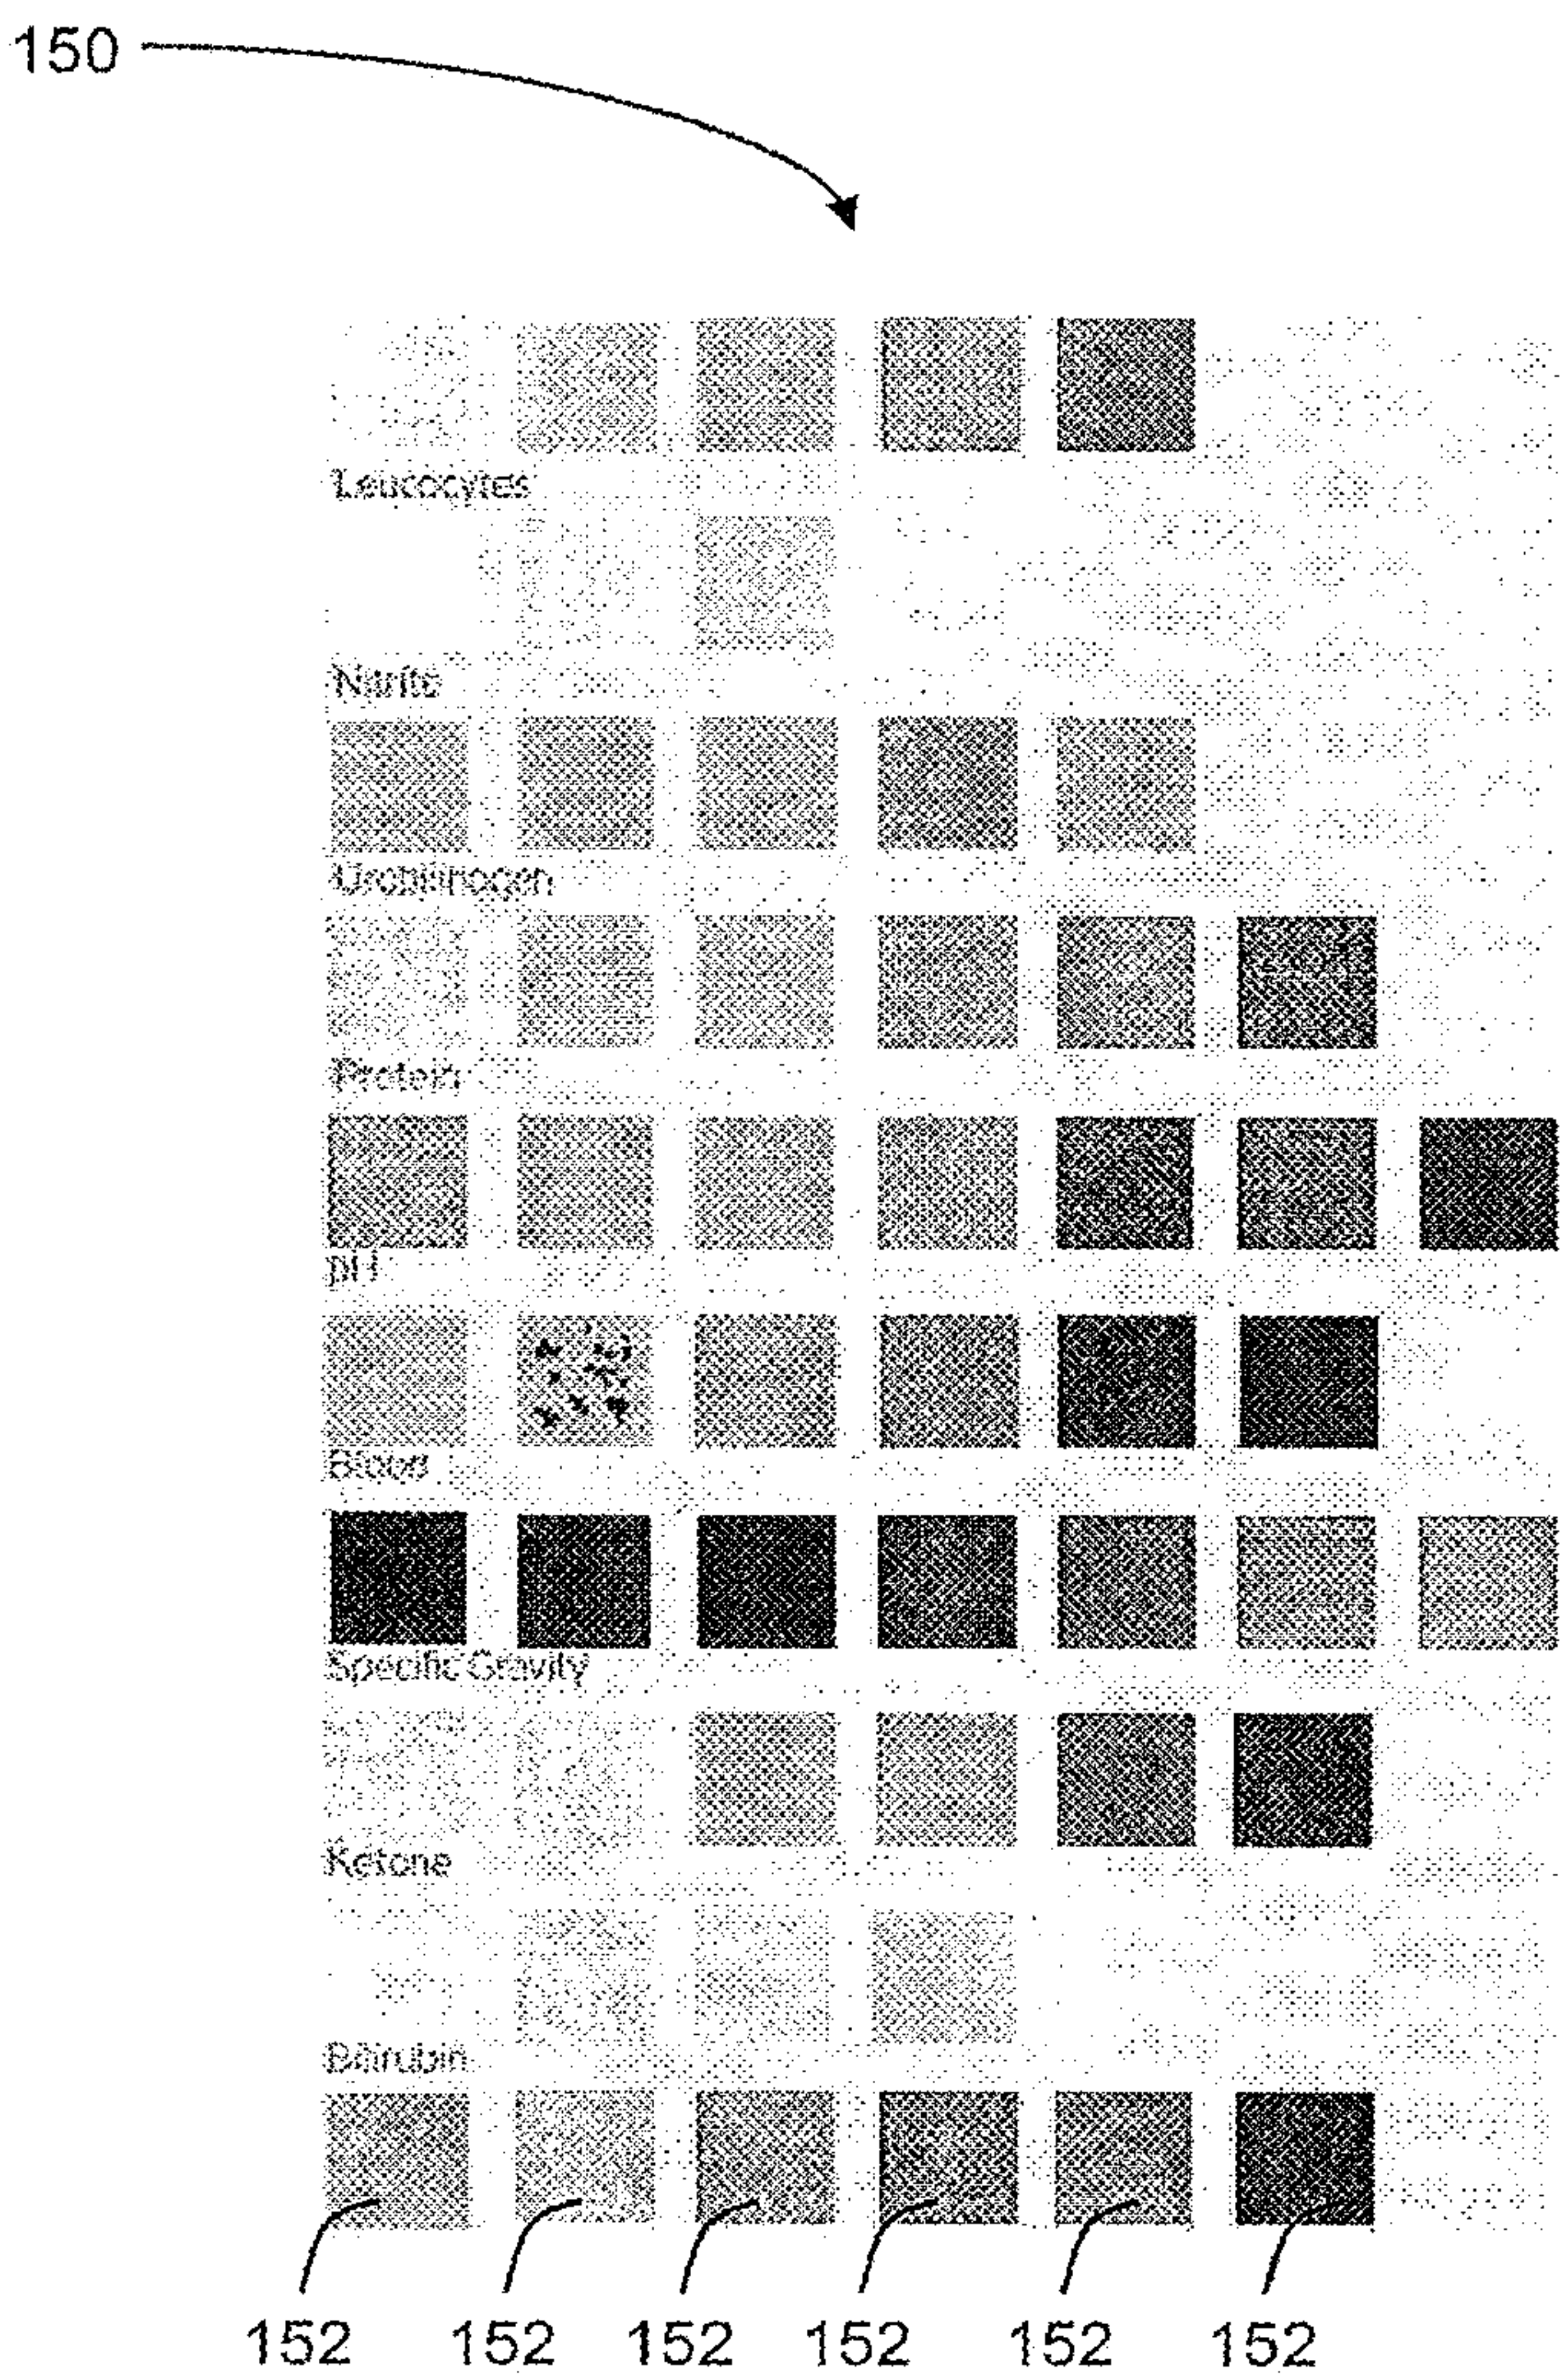 150
Leucocytes
Nitrite
Urobilinogen
Protein
pH
Blood
Specific Gravity
Ketone
Bilirubin
152 152 152 152 152 152